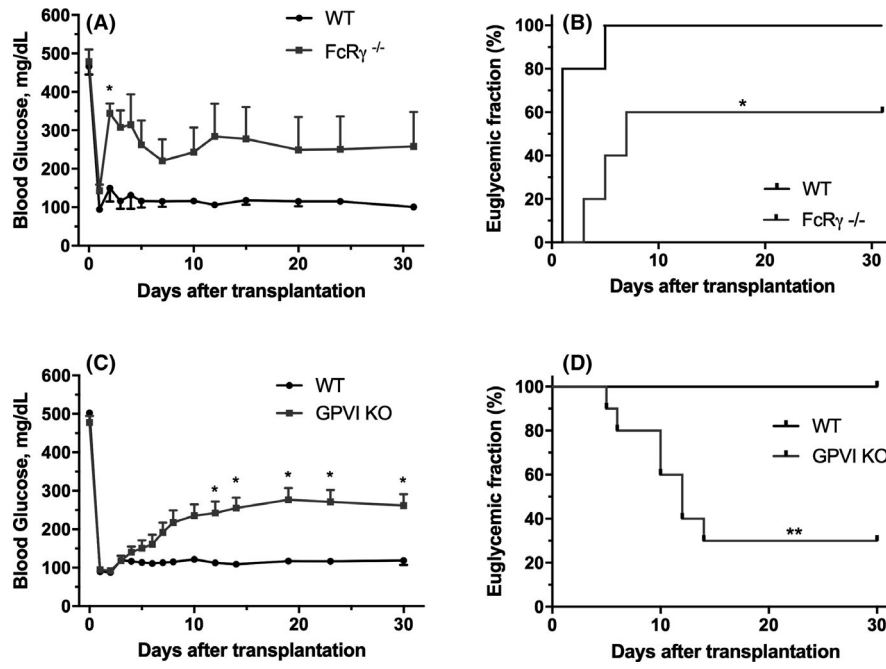 (A)
WT
FcRγ -/-
Blood Glucose, mg/dL
600
500
400
300
200
100
0
*
0 10 20 30
Days after transplantation
(B)
Euglycemic fraction (%)
100
80
60
40
20
0
*
WT
FcRγ -/-
0 10 20 30
Days after transplantation
(C)
WT
GPVI KO
Blood Glucose, mg/dL
600
500
400
300
200
100
0
* * * * *
0 10 20 30
Days after transplantation
(D)
Euglycemic fraction (%)
100
80
60
40
20
0
WT
GPVI KO
**
0 10 20 30
Days after transplantation